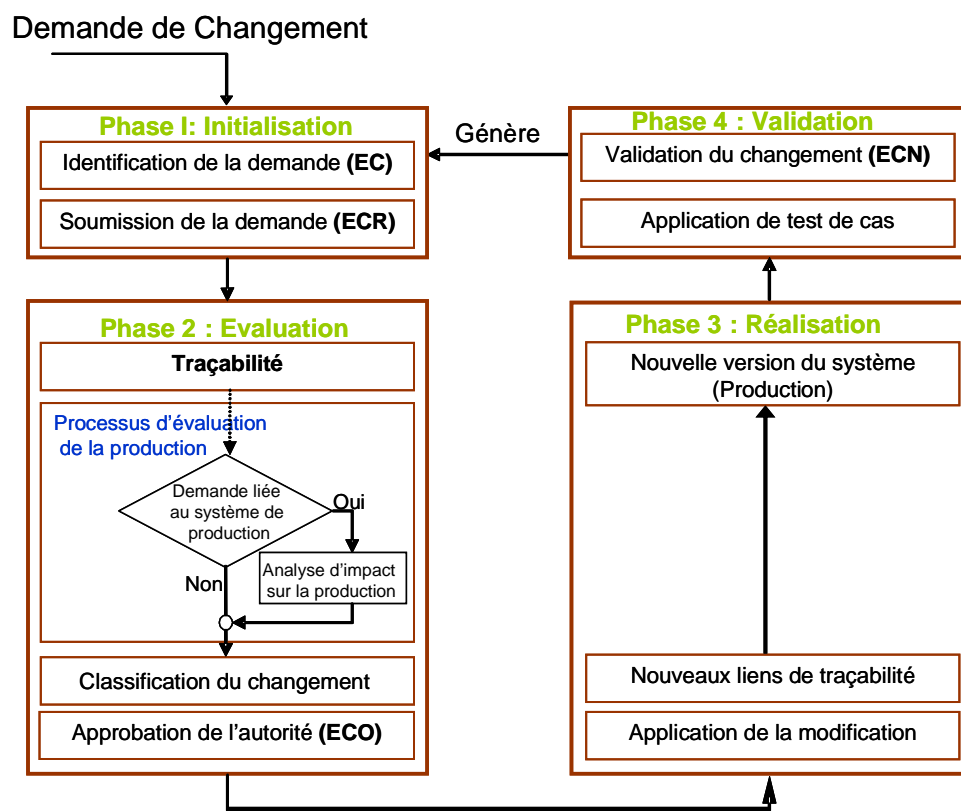 Demande de Changement
Phase I: Initialisation
Identification de la demande (EC)
Soumission de la demande (ECR)
Génère
Phase 4 : Validation
Validation du changement (ECN)
Application de test de cas
Phase 2 : Evaluation
Traçabilité
Processus d’évaluation
de la production
Demande liée
au système de
production
Oui
Non
Analyse d’impact
sur la production
Classification du changement
Approbation de l’autorité (ECO)
Phase 3 : Réalisation
Nouvelle version du système
(Production)
Nouveaux liens de traçabilité
Application de la modification